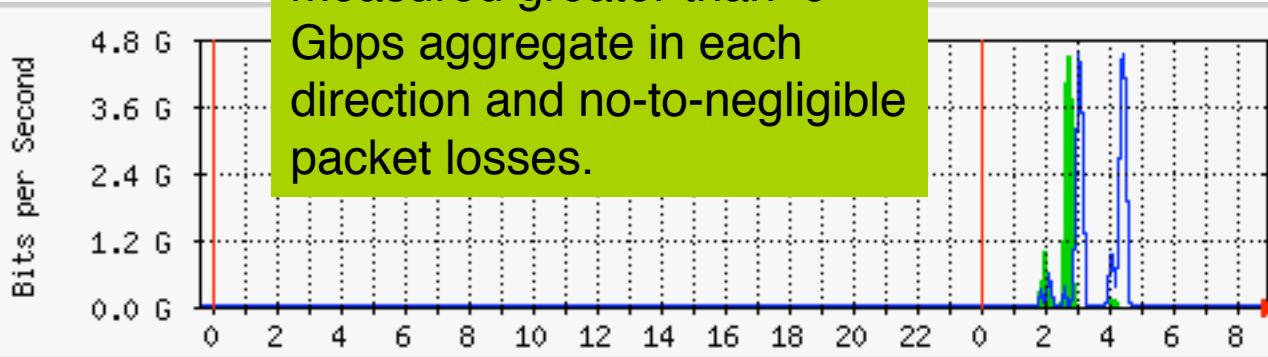 Gbps aggregate in each
direction and no-to-negligible
packet losses.
Bits per Second
4.8 G
3.6 G
2.4 G
1.2 G
0.0 G
0 2 4 6 8 10 12 14 16 18 20 22 0 2 4 6 8